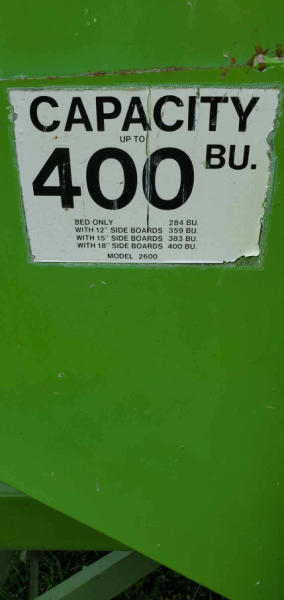 CAPACITY
UP TO
400 BU.
BED ONLY 284 BU.
WITH 12" SIDE BOARDS 359 BU.
WITH 15" SIDE BOARDS 383 BU.
WITH 18" SIDE BOARDS 400 BU.
MODEL 2600